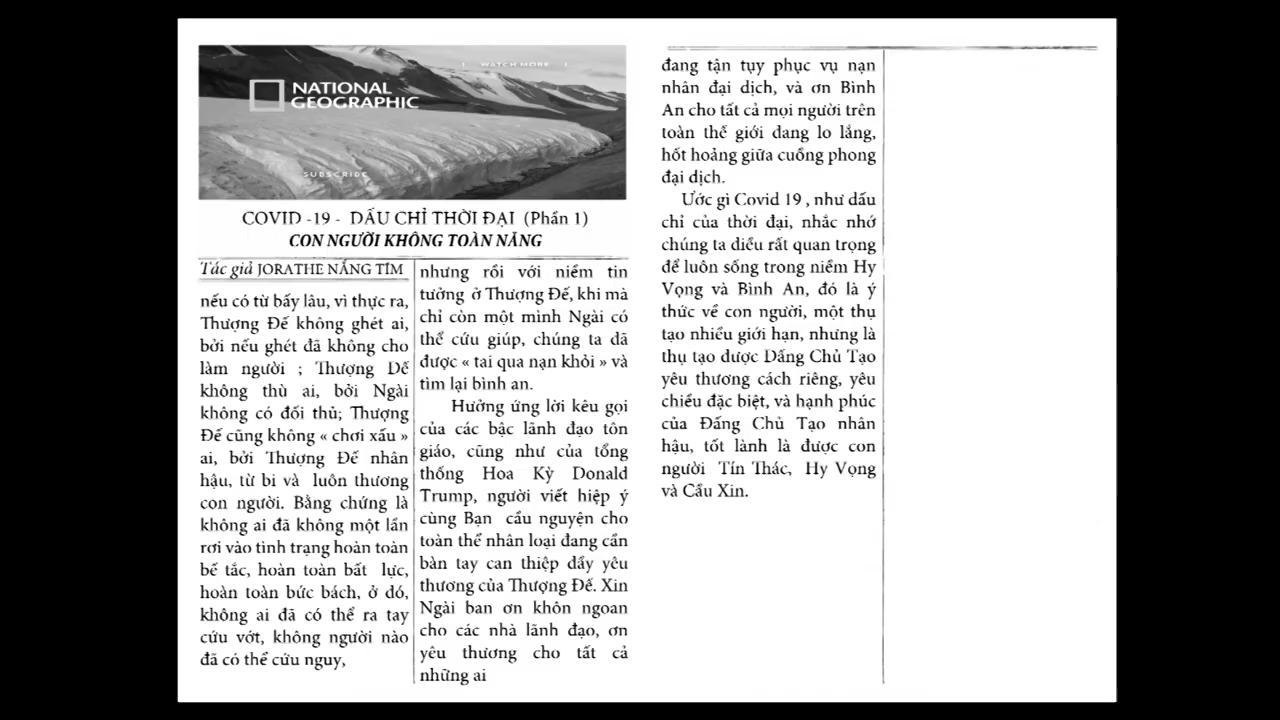 WATCH MORE
NATIONAL
GEOGRAPHIC
SUBSCRIBE
COVID -19 - DẤU CHỈ THỜI ĐẠI (Phần 1)
CON NGƯỜI KHÔNG TOÀN NĂNG
Tác giả JORATHE NẮNG TÍM
nếu có từ bấy lâu, vì thực ra,
Thượng Đế không ghét ai,
bởi nếu ghét đã không cho
làm người ; Thượng Đế
không thù ai, bởi Ngài
không có đối thủ; Thượng
Đế cũng không « chơi xấu »
ai, bởi Thượng Đế nhân
hậu, từ bi và luôn thương
con người. Bằng chứng là
không ai đã không một lần
rơi vào tình trạng hoàn toàn
bế tắc, hoàn toàn bất lực,
hoàn toàn bức bách, ở đó,
không ai đã có thể ra tay
cứu vớt, không người nào
đã có thể cứu nguy,
nhưng rồi với niềm tin
tưởng ở Thượng Đế, khi mà
chỉ còn một mình Ngài có
thể cứu giúp, chúng ta đã
được « tai qua nạn khỏi » và
tìm lại bình an.
Hưởng ứng lời kêu gọi
của các bậc lãnh đạo tôn
giáo, cũng như của tổng
thống Hoa Kỳ Donald
Trump, người viết hiệp ý
cùng Bạn cầu nguyện cho
toàn thể nhân loại đang cần
bàn tay can thiệp đầy yêu
thương của Thượng Đế. Xin
Ngài ban ơn khôn ngoan
cho các nhà lãnh đạo, ơn
yêu thương cho tất cả
những ai
đang tận tụy phục vụ nạn
nhân đại dịch, và ơn Bình
An cho tất cả mọi người trên
toàn thế giới đang lo lắng,
hốt hoảng giữa cuồng phong
đại dịch.
Ước gì Covid 19 , như dấu
chỉ của thời đại, nhắc nhớ
chúng ta điều rất quan trọng
để luôn sống trong niềm Hy
Vọng và Bình An, đó là ý
thức về con người, một thụ
tạo nhiều giới hạn, nhưng là
thụ tạo được Đấng Chủ Tạo
yêu thương cách riêng, yêu
chiều đặc biệt, và hạnh phúc
của Đấng Chủ Tạo nhân
hậu, tốt lành là được con
người Tín Thác, Hy Vọng
và Cầu Xin.